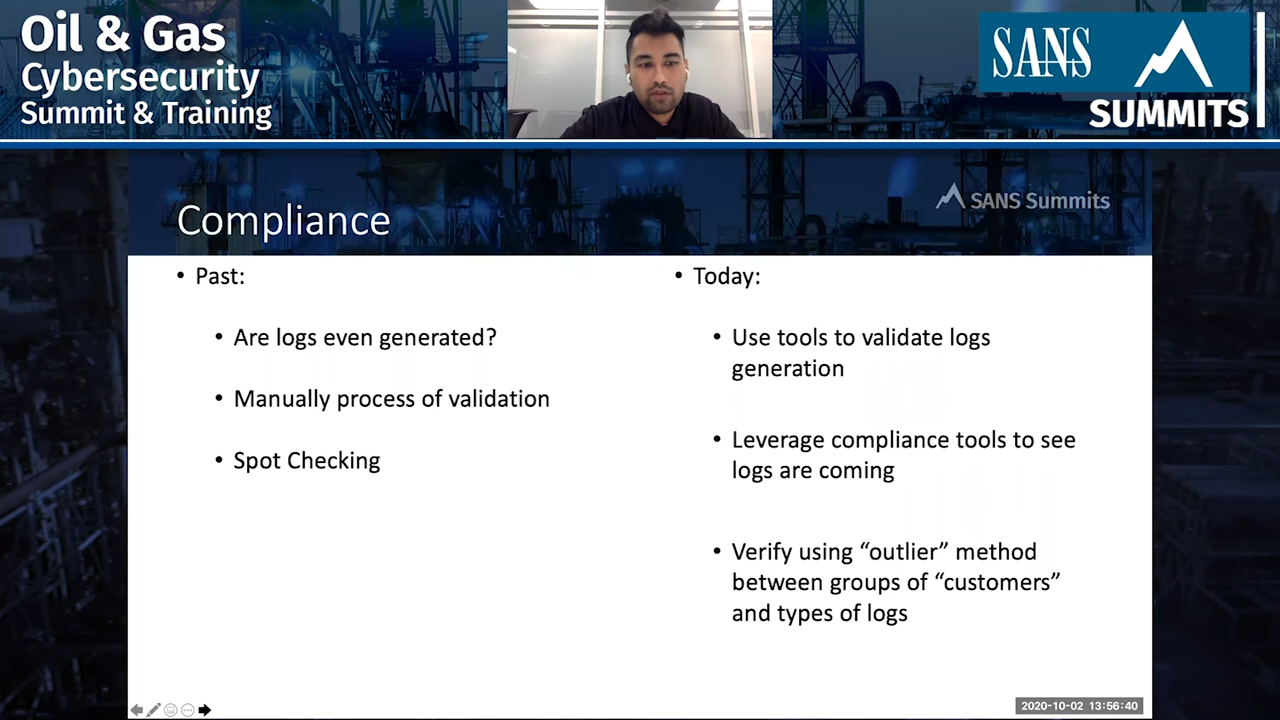 Oil & Gas
Cybersecurity
Summit & Training
SANS
SUMMITS
SANS Summits
Compliance
• Past:
• Are logs even generated?
• Manually process of validation
• Spot Checking
• Today:
• Use tools to validate logs
generation
• Leverage compliance tools to see
logs are coming
• Verify using “outlier” method
between groups of “customers”
and types of logs
2020-10-02 13:56:40